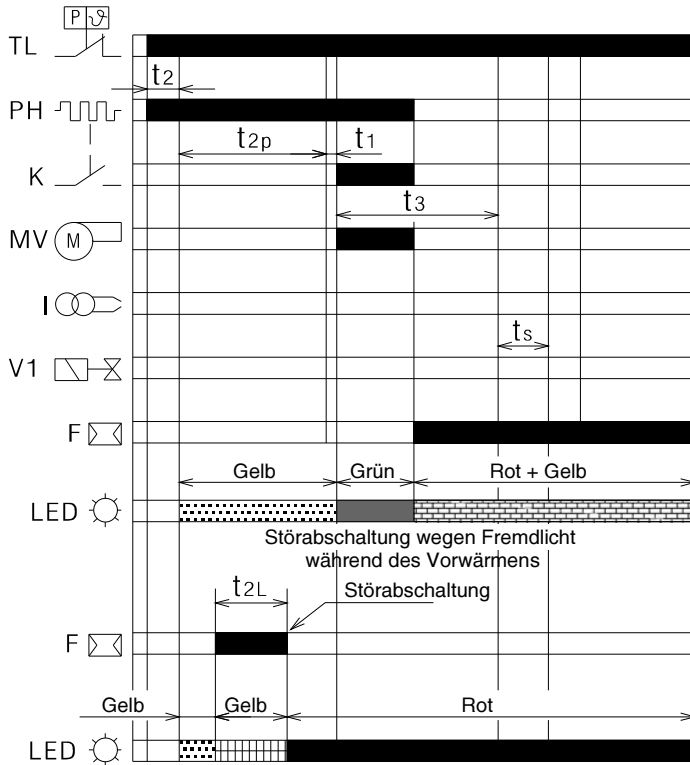 P ϑ
TL
t2
PH
t2p t1
K
t3
MV M
I
ts
V1
F
Gelb Grün Rot + Gelb
LED
Störabschaltung wegen Fremdlicht
während des Vorwärmens
t2L Störabschaltung
F
Gelb Gelb Rot
LED